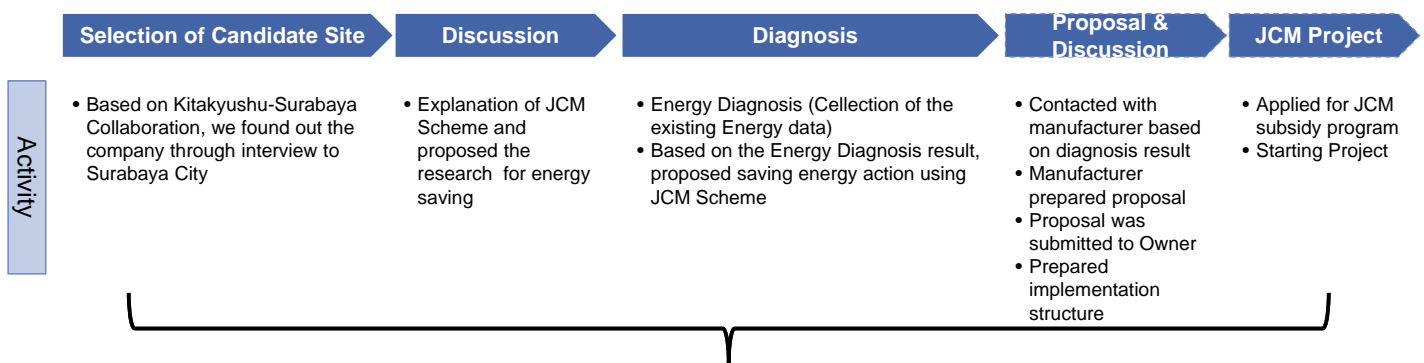 Selection of Candidate Site
Discussion
Diagnosis
Proposal &
Discussion
JCM Project
Activity
• Based on Kitakyushu-Surabaya
Collaboration, we found out the
company through interview to
Surabaya City
• Explanation of JCM
Scheme and
proposed the
research for energy
saving
• Energy Diagnosis (Cellection of the
existing Energy data)
• Based on the Energy Diagnosis result,
proposed saving energy action using
JCM Scheme
• Contacted with
manufacturer based
on diagnosis result
• Manufacturer
prepared proposal
• Proposal was
submitted to Owner
• Prepared
implementation
structure
• Applied for JCM
subsidy program
• Starting Project